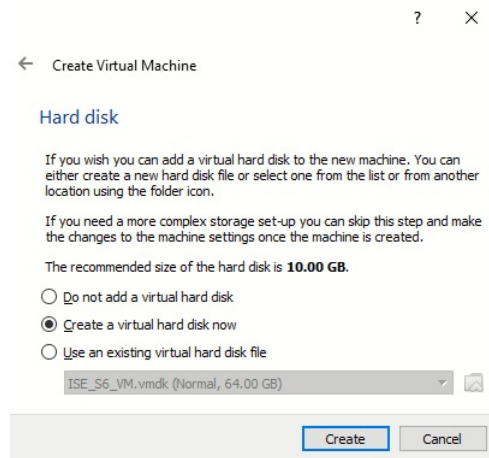 ?
Create Virtual Machine
Hard disk
If you wish you can add a virtual hard disk to the new machine. You can
either create a new hard disk file or select one from the list or from another
location using the folder icon.
If you need a more complex storage set-up you can skip this step and make
the changes to the machine settings once the machine is created.
The recommended size of the hard disk is 10.00 GB.
Do not add a virtual hard disk
Create a virtual hard disk now
Use an existing virtual hard disk file
ISE_S6_VM.vmdk (Normal, 64.00 GB)
Create Cancel